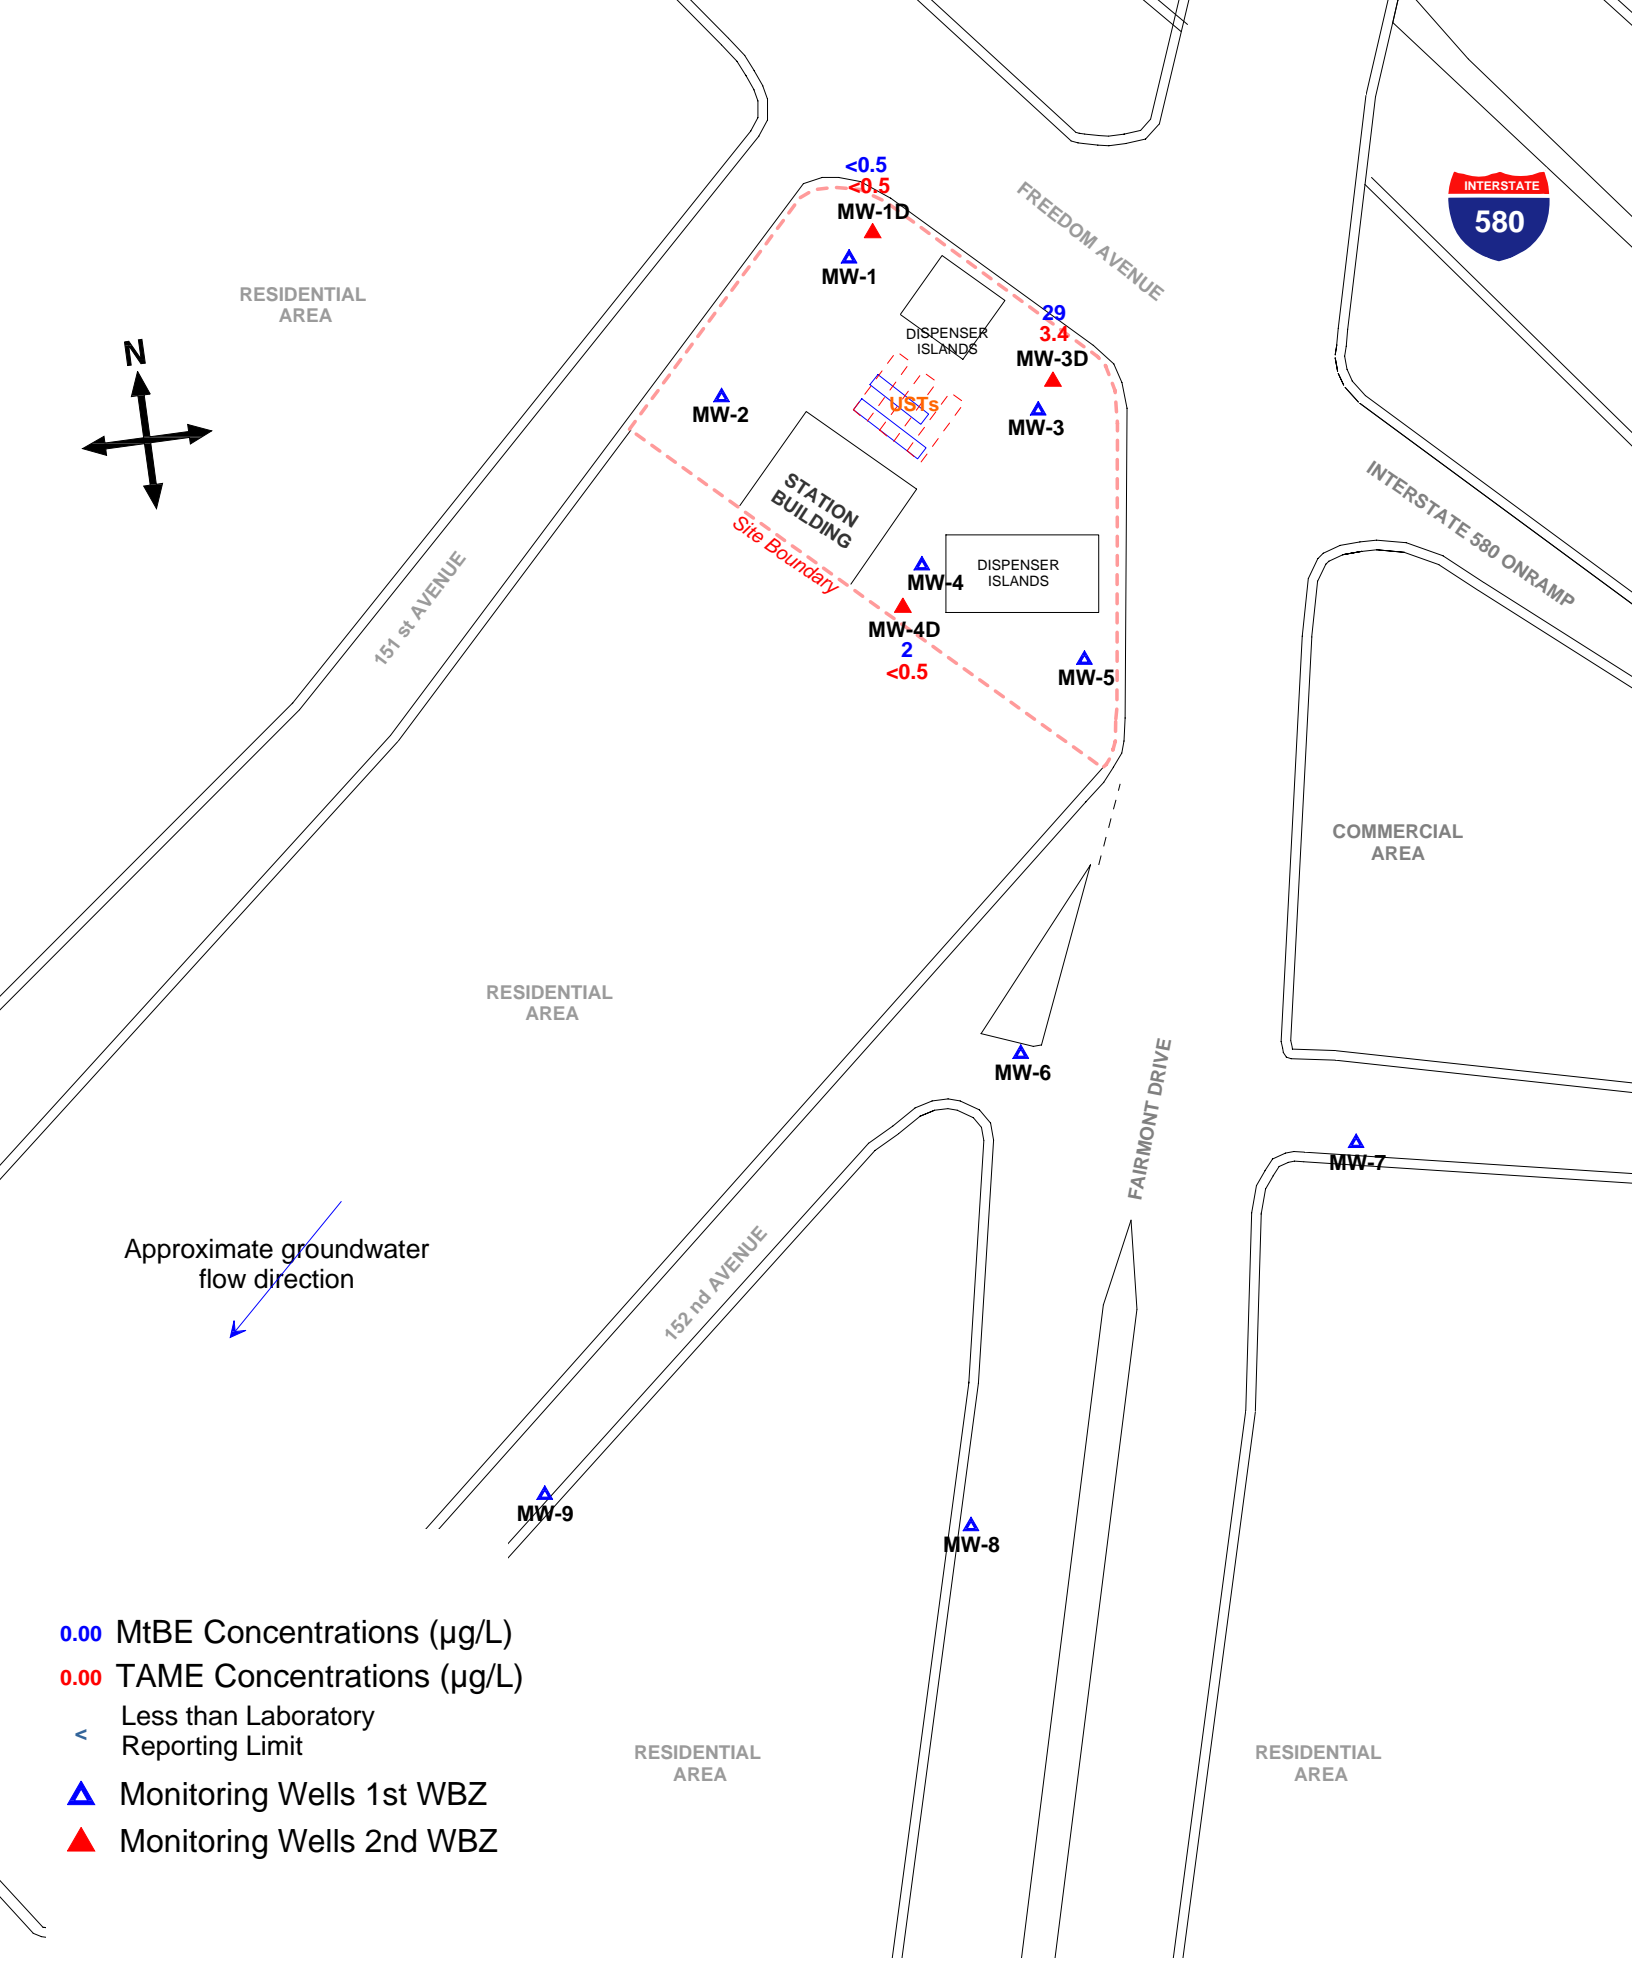 <0.5
<0.5
MW-1D
MW-1
FREEDOM AVENUE
INTERSTATE
580
RESIDENTIAL
AREA
N
29
3.4
MW-3D
MW-3
DISPENSER
ISLANDS
USTs
MW-2
STATION
BUILDING
Site Boundary
INTERSTATE 580 ONRAMP
151 st AVENUE
MW-4
DISPENSER
ISLANDS
MW-4D
2
<0.5
MW-5
COMMERCIAL
AREA
RESIDENTIAL
AREA
MW-6
FAIRMONT DRIVE
MW-7
Approximate groundwater
flow direction
152 nd AVENUE
MW-9
MW-8
0.00 MtBE Concentrations (µg/L)
0.00 TAME Concentrations (µg/L)
< Less than Laboratory
Reporting Limit
Monitoring Wells 1st WBZ
Monitoring Wells 2nd WBZ
RESIDENTIAL
AREA
RESIDENTIAL
AREA